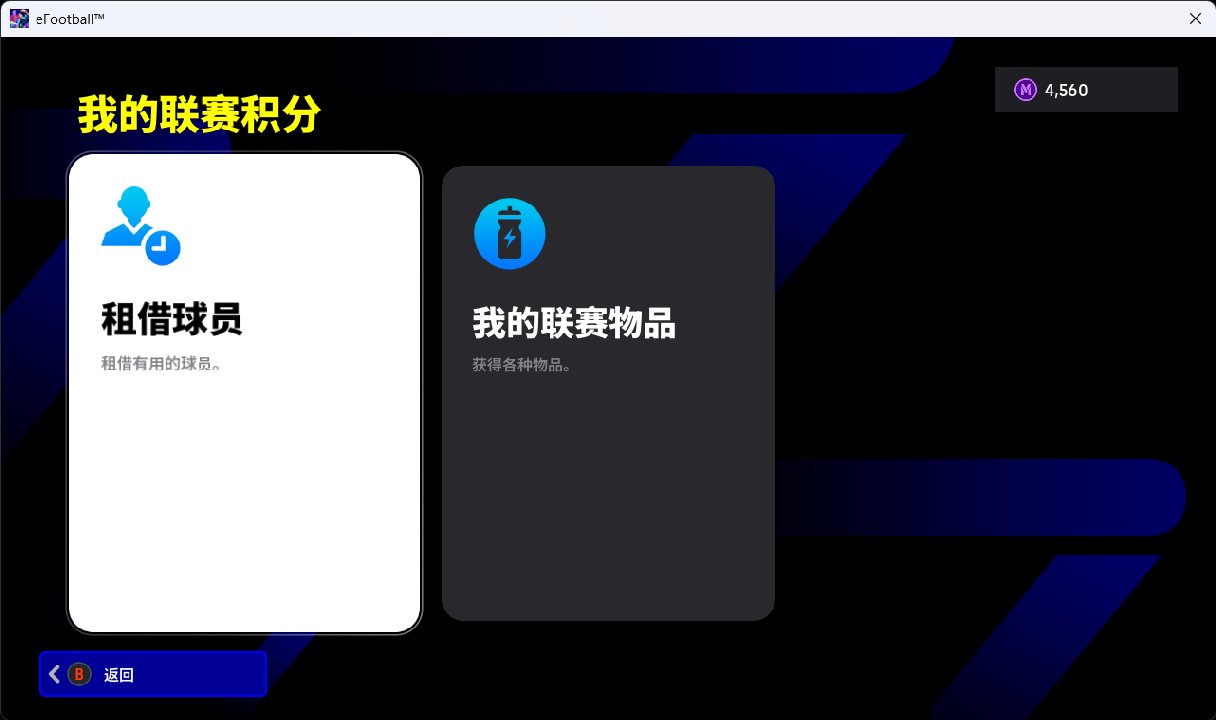 eFootball™
M 4,560
我的联赛积分
租借球员
租借有用的球员。
我的联赛物品
获得各种物品。
B 返回